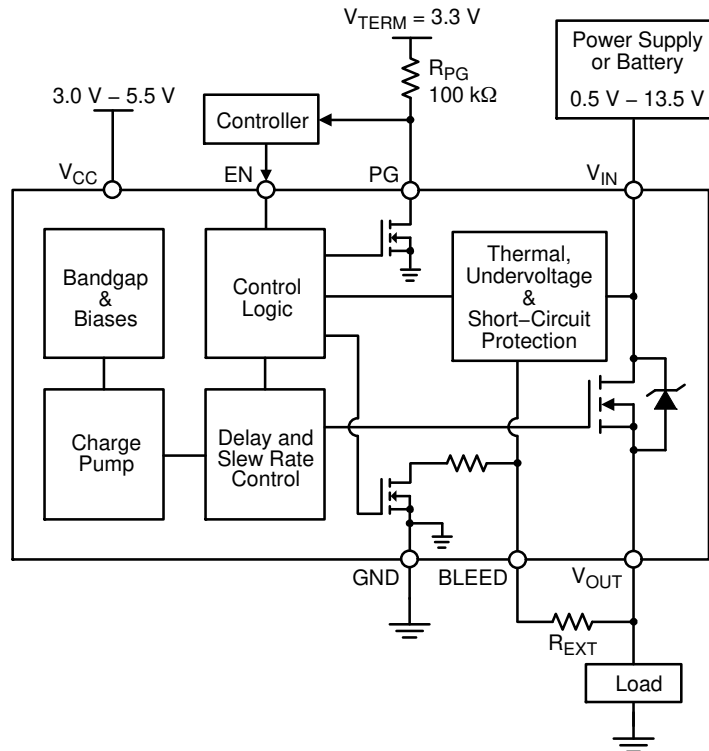 V_TERM = 3.3 V
Power Supply
or Battery
0.5 V − 13.5 V
R_PG
100 kΩ
3.0 V − 5.5 V
Controller
V_CC
EN
PG
V_IN
Bandgap
&
Biases
Control
Logic
Thermal,
Undervoltage
&
Short−Circuit
Protection
Charge
Pump
Delay and
Slew Rate
Control
GND
BLEED
V_OUT
R_EXT
Load